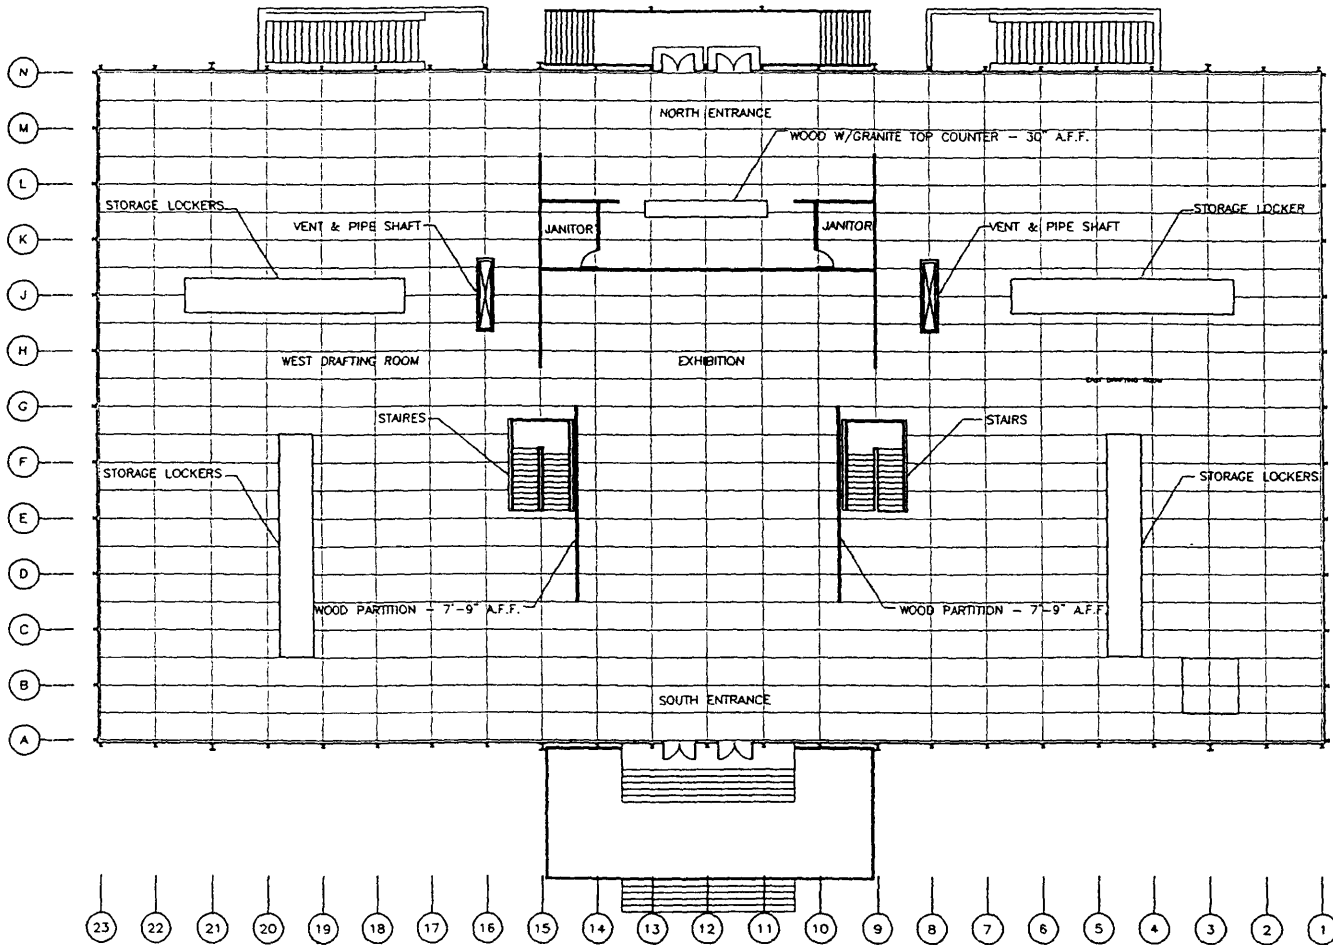 N
NORTH ENTRANCE
M
WOOD W/GRANITE TOP COUNTER - 30" A.F.F.
L
STORAGE LOCKERS
STORAGE LOCKER
VENT & PIPE SHAFT
JANITOR
JANITOR
VENT & PIPE SHAFT
K
J
H
WEST DRAFTING ROOM
EXHIBITION
EAST DRAFTING ROOM
G
STAIRES
STAIRS
F
STORAGE LOCKERS
STORAGE LOCKERS
E
D
WOOD PARTITION - 7'-9" A.F.F.
WOOD PARTITION - 7'-9" A.F.F.
C
B
SOUTH ENTRANCE
A
23 22 21 20 19 18 17 16 15 14 13 12 11 10 9 8 7 6 5 4 3 2 1